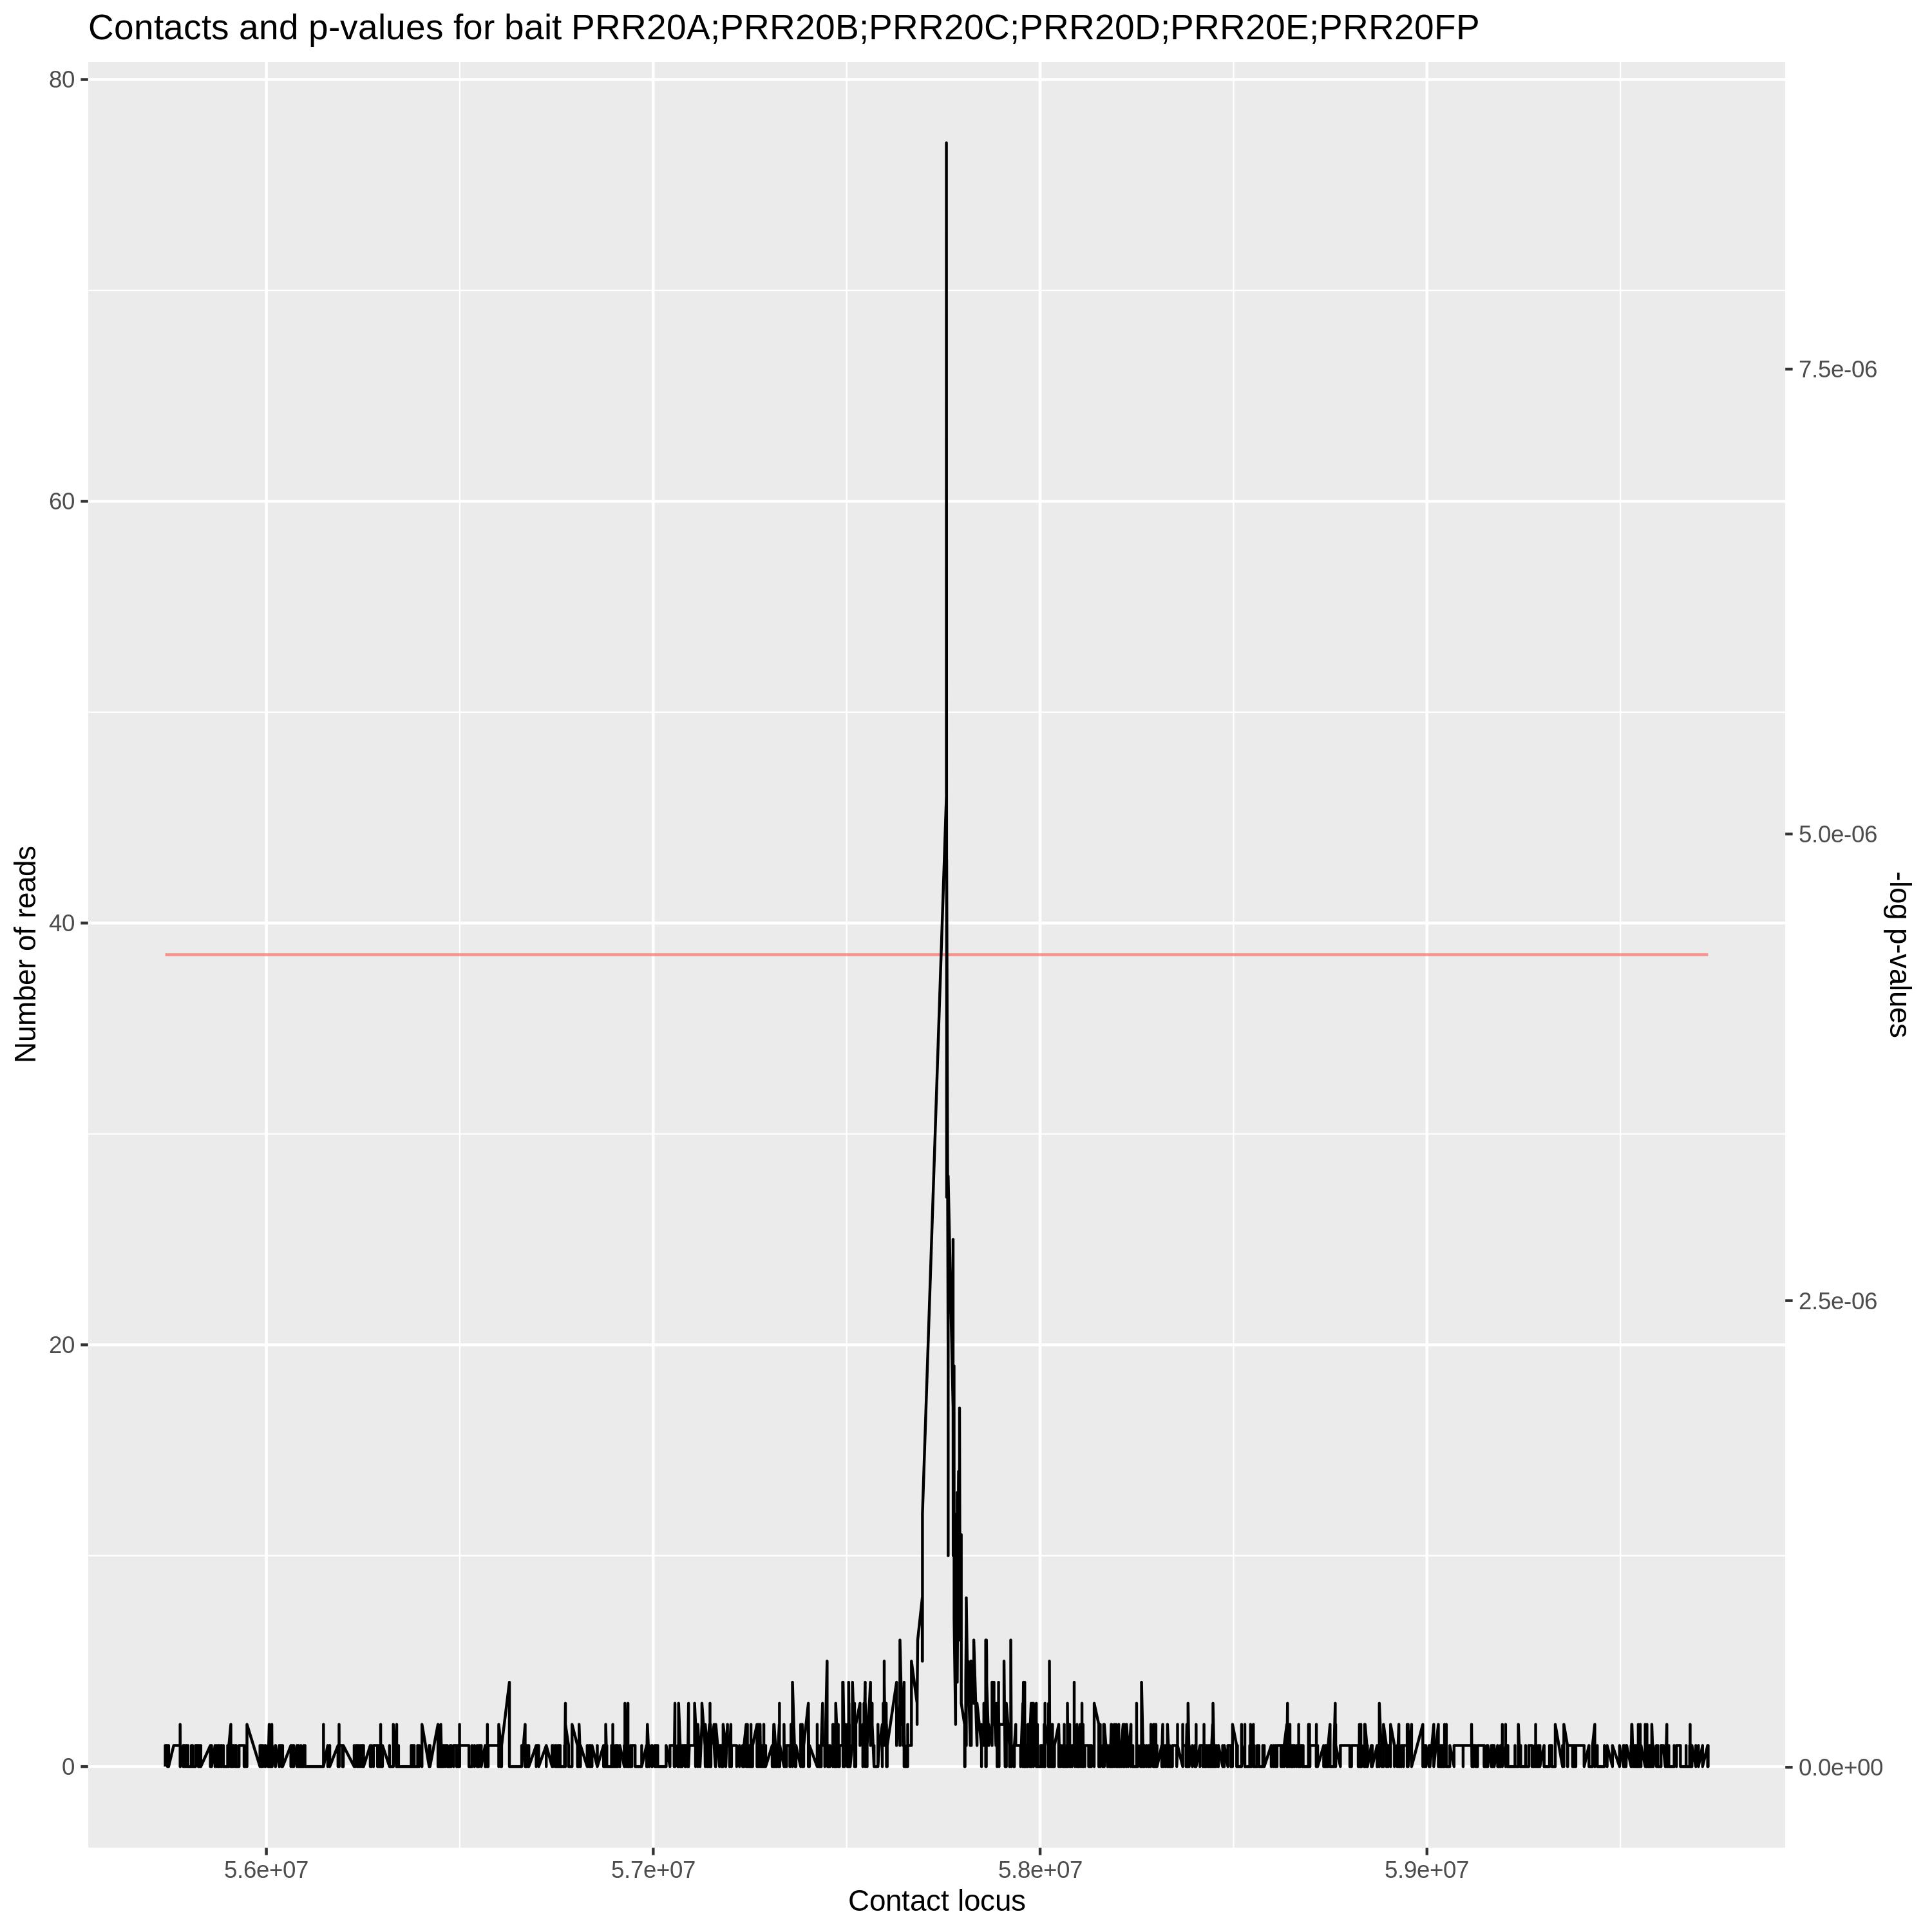 Contacts and p-values for bait PRR20A;PRR20B;PRR20C;PRR20D;PRR20E;PRR20FP
80
60
40
20
0
Number of reads
7.5e-06
5.0e-06
2.5e-06
0.0e+00
-log p-values
5.6e+07
5.7e+07
5.8e+07
5.9e+07
Contact locus